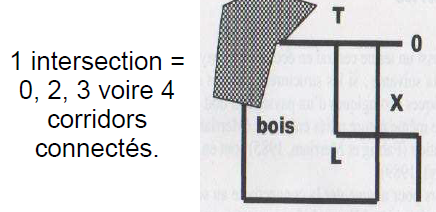 1 intersection =
0, 2, 3 voire 4
corridors
connectés.
T
0
X
bois
L